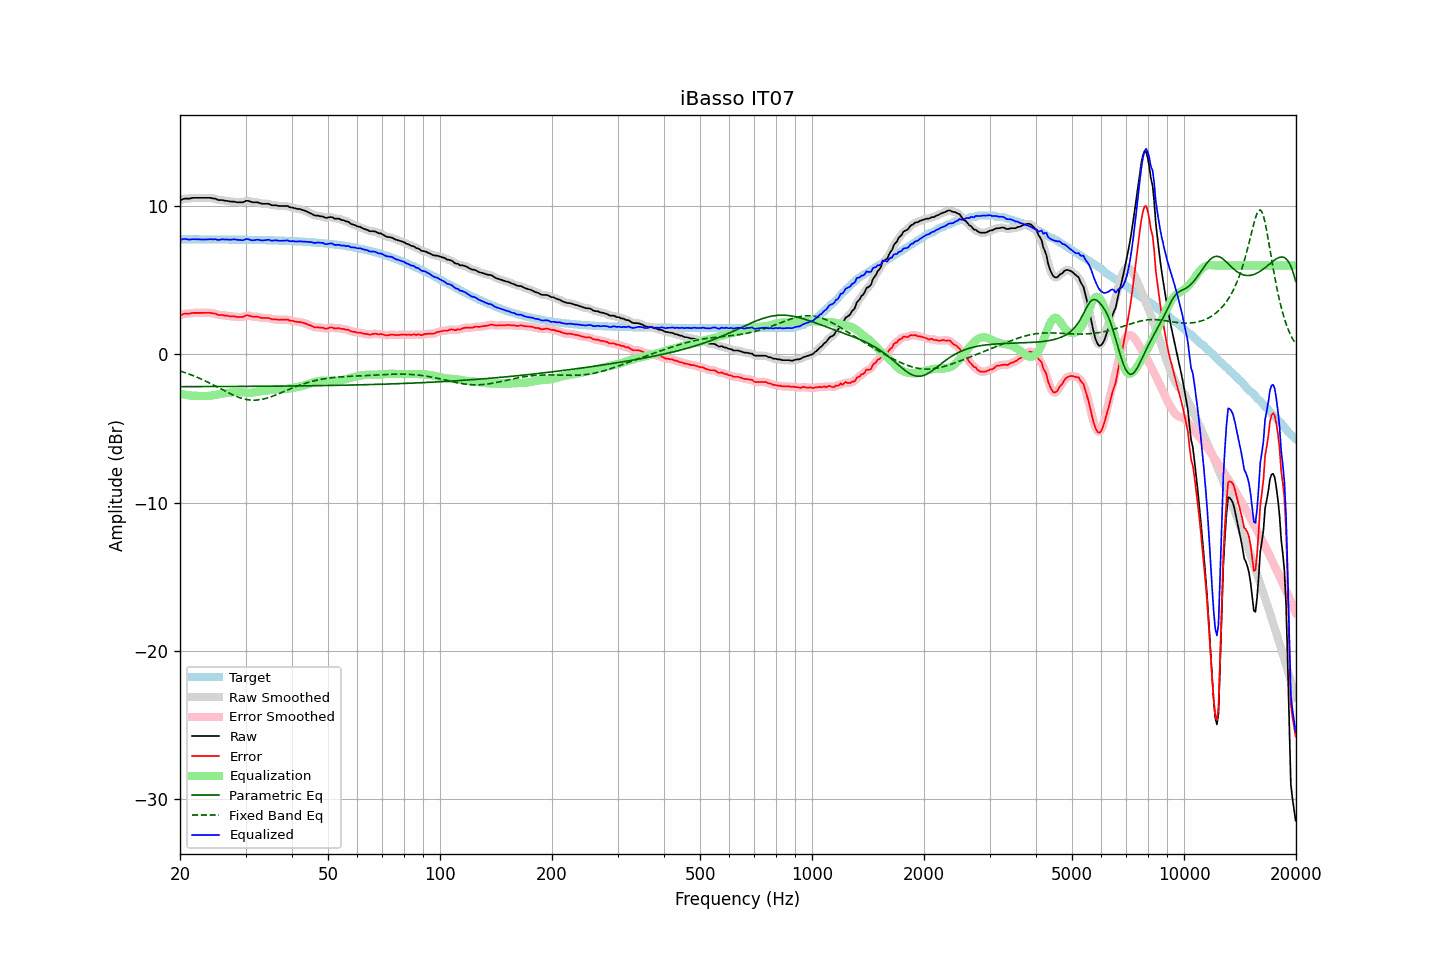 iBasso IT07
Amplitude (dBr)
10
0
−10
−20
−30
Target
Raw Smoothed
Error Smoothed
Raw
Error
Equalization
Parametric Eq
Fixed Band Eq
Equalized
20 50 100 200 500 1000 2000 5000 10000 20000
Frequency (Hz)